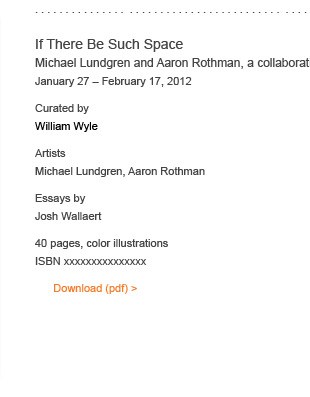 If There Be Such Space
Michael Lundgren and Aaron Rothman, a collaborat
January 27 – February 17, 2012
Curated by
William Wyle
Artists
Michael Lundgren, Aaron Rothman
Essays by
Josh Wallaert
40 pages, color illustrations
ISBN xxxxxxxxxxxxxxx
Download (pdf) >